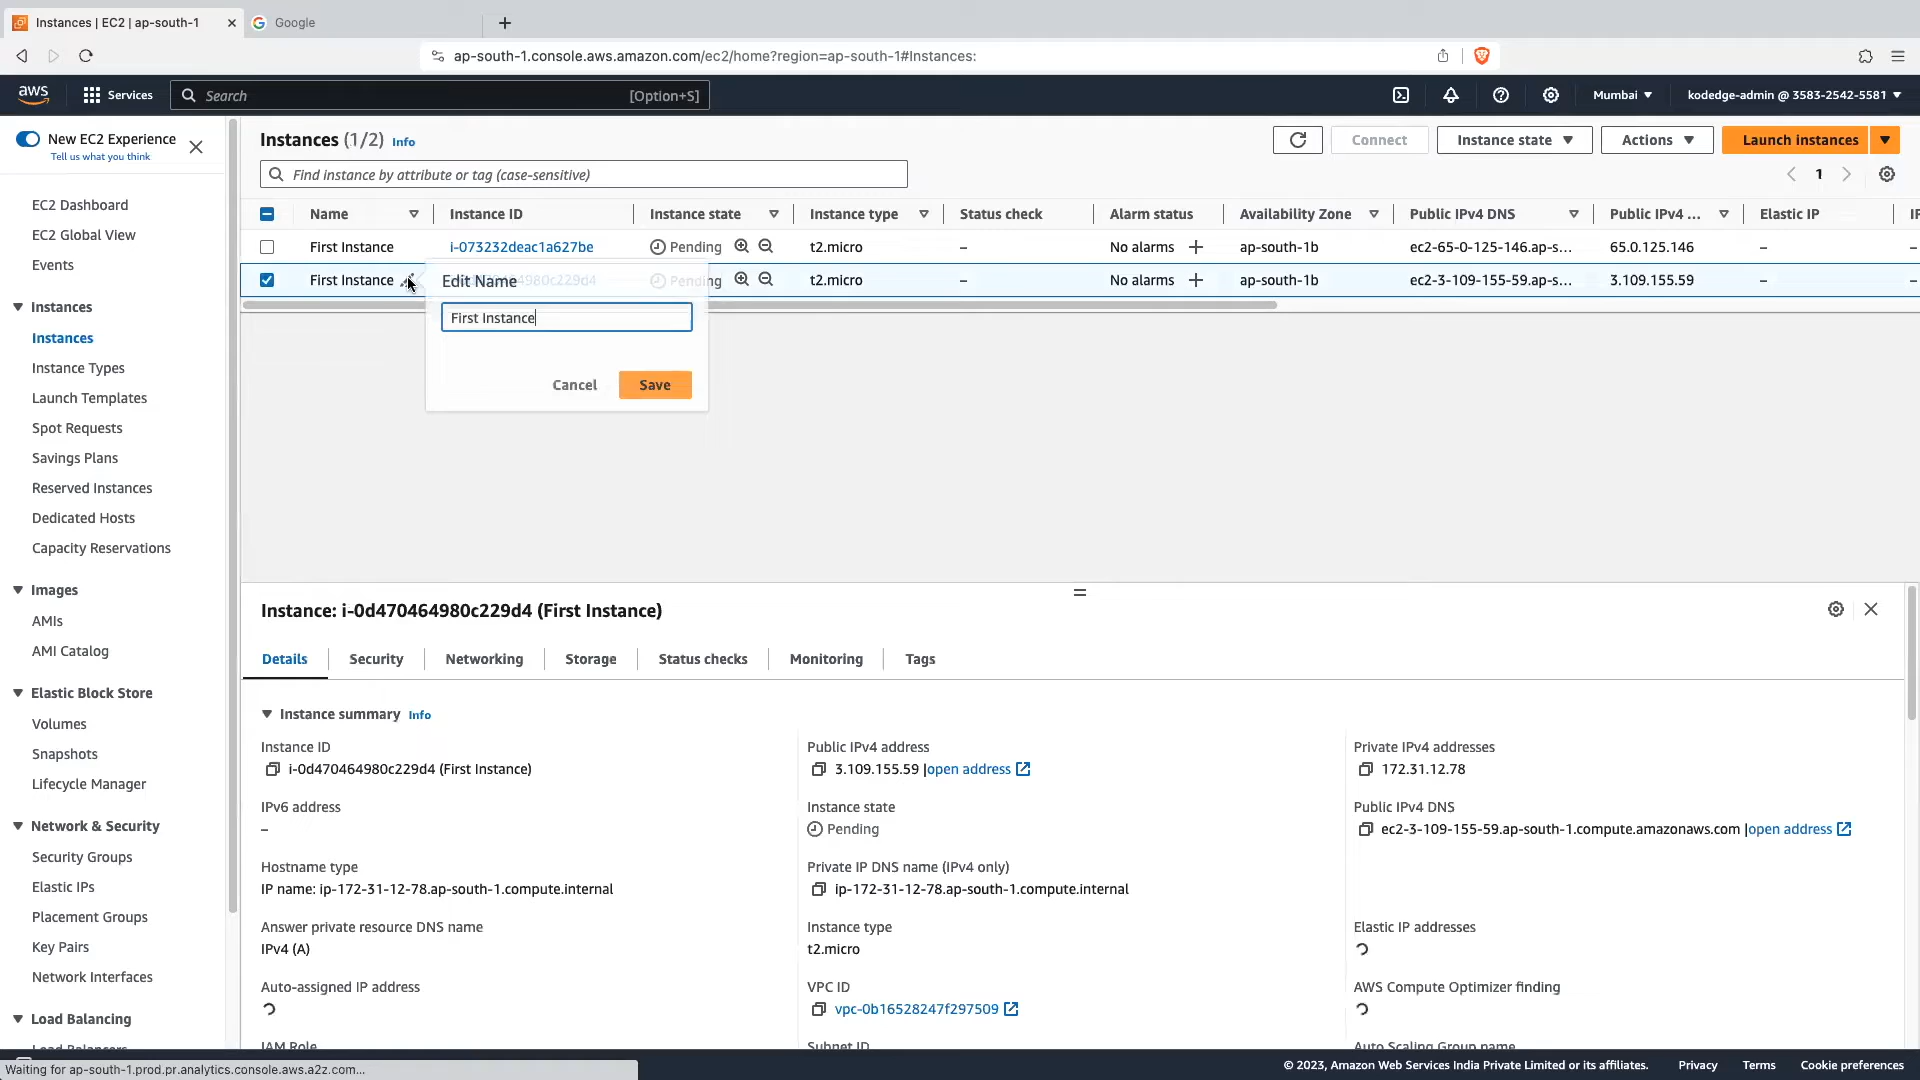 Instances | EC2 | ap-south-1
Google
ap-south-1.console.aws.amazon.com/ec2/home?region=ap-south-1#Instances:
aws
Services
Search
[Option+S]
Mumbai
kodedge-admin @ 3583-2542-5581
New EC2 Experience
Tell us what you think
EC2 Dashboard
EC2 Global View
Events
Instances
Instances
Instance Types
Launch Templates
Spot Requests
Savings Plans
Reserved Instances
Dedicated Hosts
Capacity Reservations
Images
AMIs
AMI Catalog
Elastic Block Store
Volumes
Snapshots
Lifecycle Manager
Network & Security
Security Groups
Elastic IPs
Placement Groups
Key Pairs
Network Interfaces
Load Balancing
Load Balancers
Instances (1/2) Info
Connect
Instance state
Actions
Launch instances
Find instance by attribute or tag (case-sensitive)
1
Name Instance ID Instance state Instance type Status check Alarm status Availability Zone Public IPv4 DNS Public IPv4 ... Elastic IP IP
First Instance i-073232deac1a627be Pending t2.micro – No alarms ap-south-1b ec2-65-0-125-146.ap-s... 65.0.125.146 – –
First Instance 980c229d4 Pending t2.micro – No alarms ap-south-1b ec2-3-109-155-59.ap-s... 3.109.155.59 – –
Edit Name
First Instance
Cancel
Save
Instance: i-0d470464980c229d4 (First Instance)
Details
Security
Networking
Storage
Status checks
Monitoring
Tags
Instance summary Info
Instance ID
i-0d470464980c229d4 (First Instance)
Public IPv4 address
3.109.155.59 |open address
Private IPv4 addresses
172.31.12.78
IPv6 address
–
Instance state
Pending
Public IPv4 DNS
ec2-3-109-155-59.ap-south-1.compute.amazonaws.com |open address
Hostname type
IP name: ip-172-31-12-78.ap-south-1.compute.internal
Private IP DNS name (IPv4 only)
ip-172-31-12-78.ap-south-1.compute.internal
Answer private resource DNS name
IPv4 (A)
Instance type
t2.micro
Elastic IP addresses
Auto-assigned IP address
VPC ID
vpc-0b16528247f297509
AWS Compute Optimizer finding
IAM Role
Subnet ID
Auto Scaling Group name
Waiting for ap-south-1.prod.pr.analytics.console.aws.a2z.com...
© 2023, Amazon Web Services India Private Limited or its affiliates.
Privacy
Terms
Cookie preferences